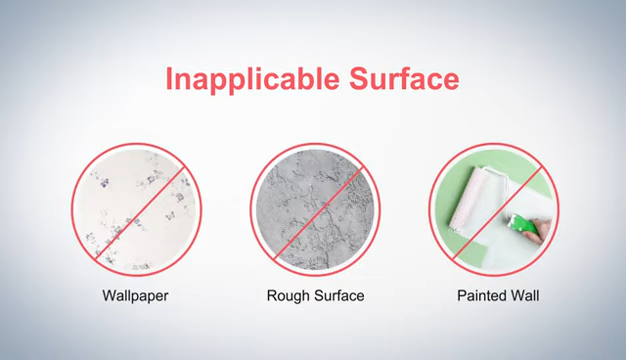 Inapplicable Surface
Wallpaper
Rough Surface
Painted Wall